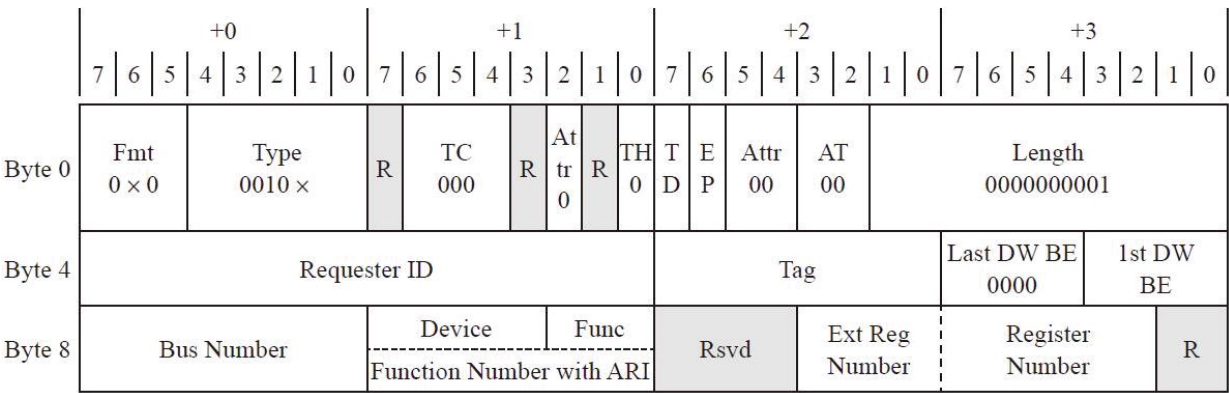 +0 +1 +2 +3
7 6 5 4 3 2 1 0 7 6 5 4 3 2 1 0 7 6 5 4 3 2 1 0 7 6 5 4 3 2 1 0
Byte 0
Fmt
0 × 0
Type
0010 ×
R
TC
000
R
At
tr
0
R
TH
0
T
D
E
P
Attr
00
AT
00
Length
0000000001
Byte 4
Requester ID
Tag
Last DW BE
0000
1st DW
BE
Byte 8
Bus Number
Device
Func
Function Number with ARI
Rsvd
Ext Reg
Number
Register
Number
R